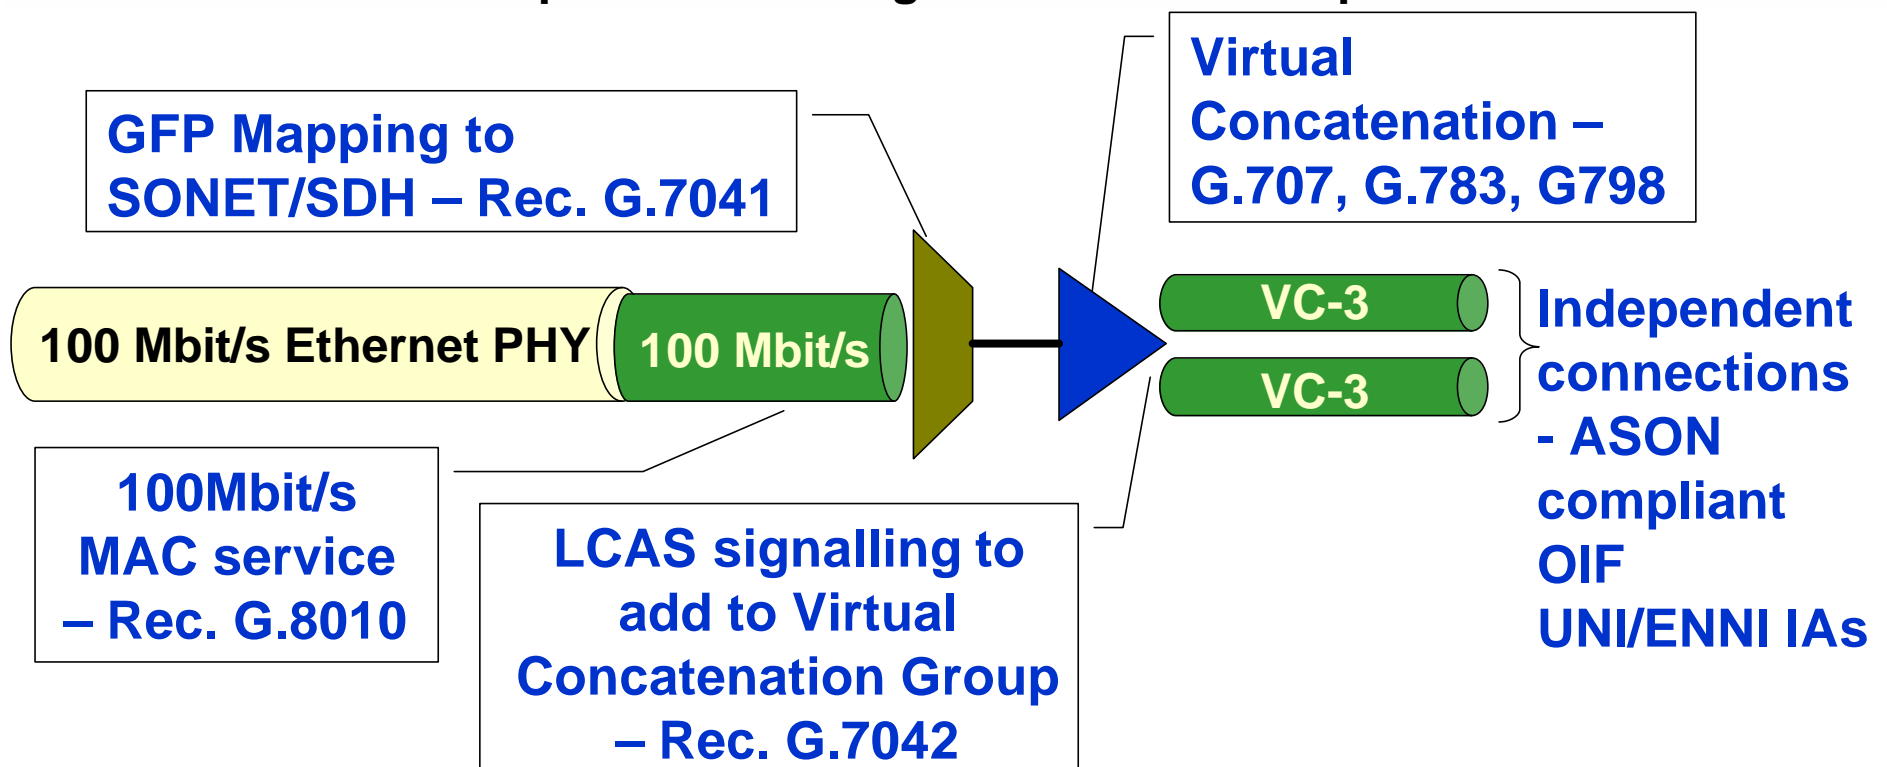 GFP Mapping to
SONET/SDH – Rec. G.7041
Virtual
Concatenation –
G.707, G.783, G798
100 Mbit/s Ethernet PHY
100 Mbit/s
VC-3
VC-3
Independent
connections
- ASON
compliant
OIF
UNI/ENNI IAs
100Mbit/s
MAC service
– Rec. G.8010
LCAS signalling to
add to Virtual
Concatenation Group
– Rec. G.7042